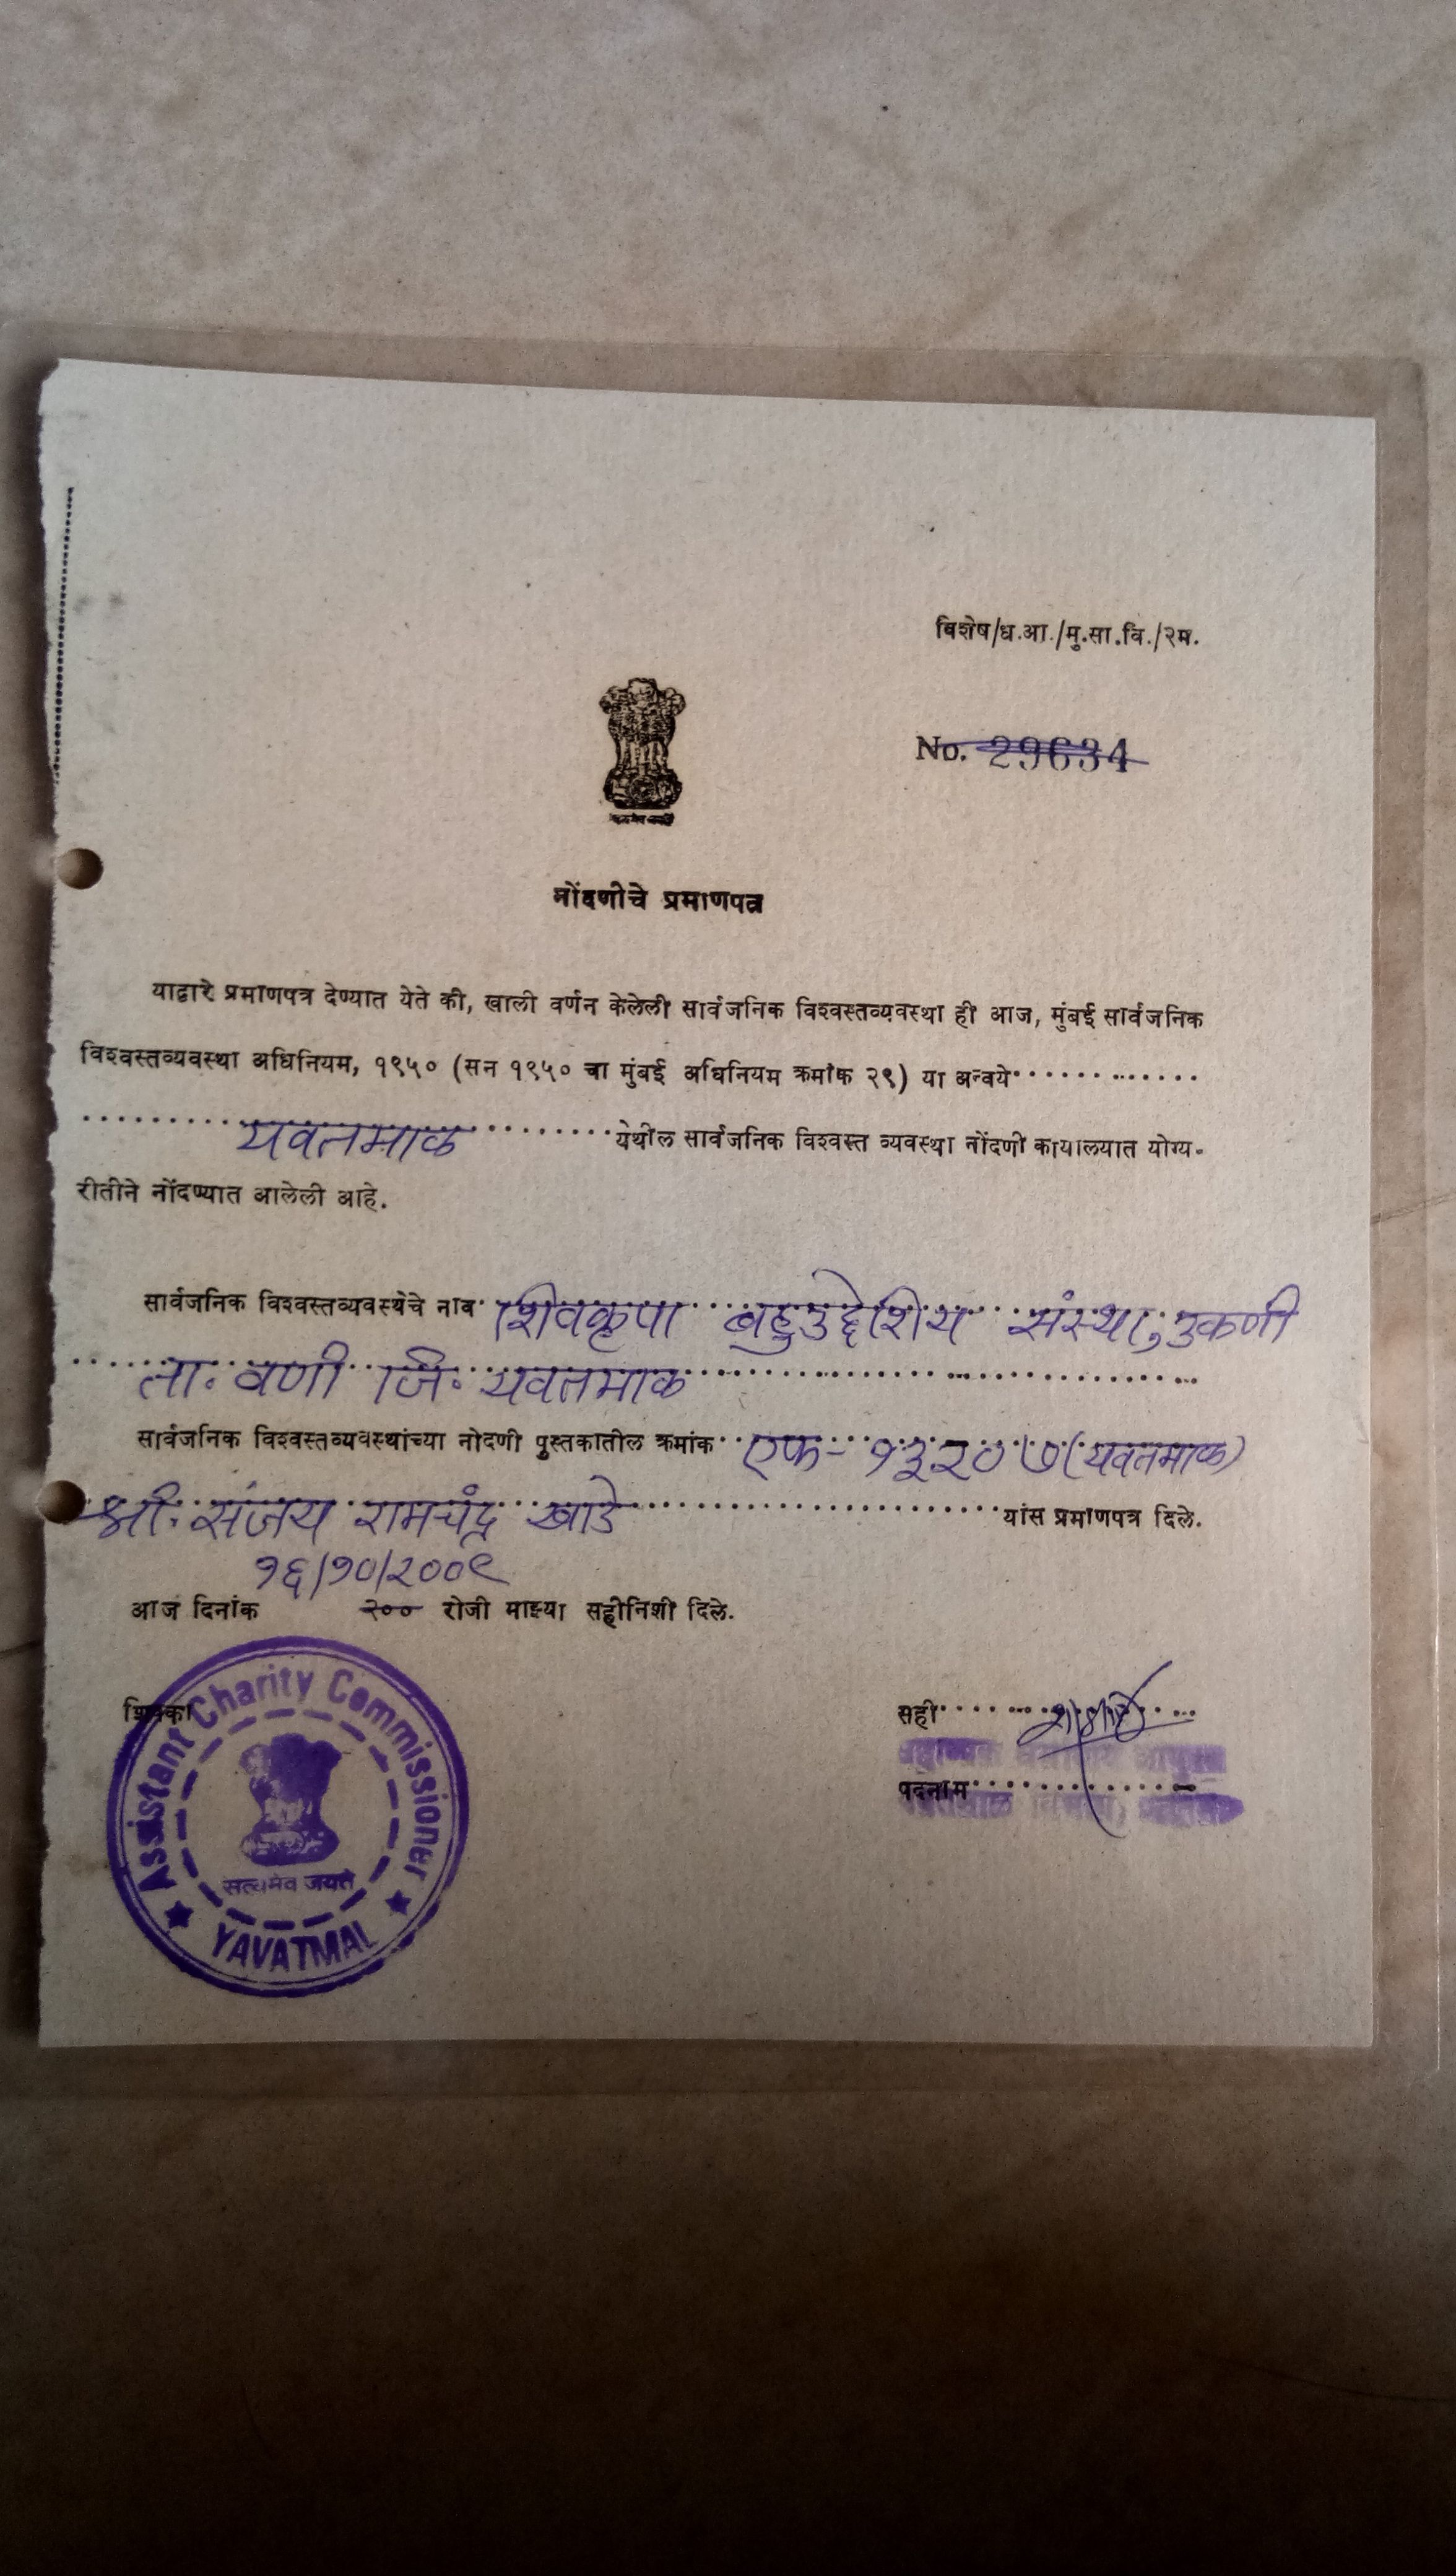 विशेष/ध.आ./मु.सा.वि./२म.
No. 29634
नोंदणीचे प्रमाणपत्र
याद्वारे प्रमाणपत्र देण्यात येते की, खाली वर्णन केलेली सार्वजनिक विश्वस्तव्यवस्था ही आज, मुंबई सार्वजनिक
विश्वस्तव्यवस्था अधिनियम, १९५० (सन १९५० चा मुंबई अधिनियम क्रमांक २९) या अन्वये
यवतमाळ येथील सार्वजनिक विश्वस्त व्यवस्था नोंदणी कायालयात योग्य-
रीतीने नोंदण्यात आलेली आहे.
सार्वजनिक विश्वस्तव्यवस्थेचे नाव शिवकृपा बहुउद्देशिय संस्था, उकणी
ता. वणी जि. यवतमाळ
सार्वजनिक विश्वस्तव्यवस्थांच्या नोदणी पुस्तकातील क्रमांक एफ- १३२०७ (यवतमाळ)
श्री. संजय रामचंद्र खाडे यांस प्रमाणपत्र दिले.
१६/१०/२००९
आज दिनांक २०० रोजी माझ्या सहीनिशी दिले.
शिक्का
Assistant Charity Commissioner
सत्यमेव जयते
YAVATMAL
सही
पदनाम